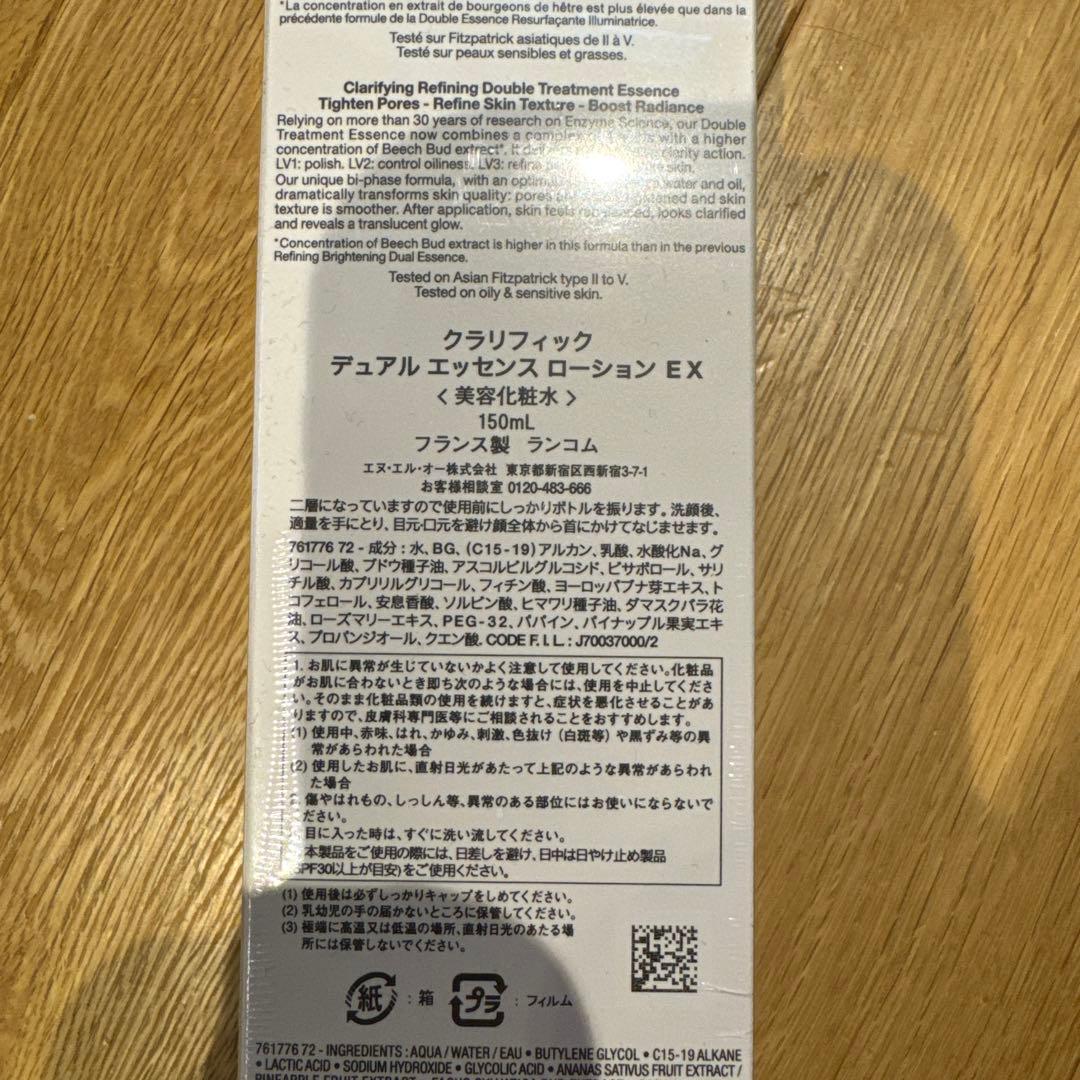 *La concentration en extrait de bourgeons de hêtre est plus élevée que dans la
précédente formule de la Double Essence Resurfaçante Illuminatrice.
Testé sur Fitzpatrick asiatiques de II à V.
Testé sur peaux sensibles et grasses.
Clarifying Refining Double Treatment Essence
Tighten Pores - Refine Skin Texture - Boost Radiance
Relying on more than 30 years of research on Enzyme Science, our Double
Treatment Essence now combines a complex with a higher
concentration of Beech Bud extract*. It clarity action.
LV1: polish. LV2: control oiliness. LV3: refine skin.
Our unique bi-phase formula, with an water and oil,
dramatically transforms skin quality: pores and skin
texture is smoother. After application, skin feels looks clarified
and reveals a translucent glow.
*Concentration of Beech Bud extract is higher in this formula than in the previous
Refining Brightening Dual Essence.
Tested on Asian Fitzpatrick type II to V.
Tested on oily & sensitive skin.
クラリフィック
デュアル エッセンス ローション EX
〈 美容化粧水 〉
150mL
フランス製 ランコム
エヌ・エル・オー株式会社 東京都新宿区西新宿3-7-1
お客様相談室 0120-483-666
二層になっていますので使用前にしっかりボトルを振ります。洗顔後、
適量を手にとり、目元・口元を避け顔全体から首にかけてなじませます。
761776 72 - 成分 : 水、BG、(C15-19)アルカン、乳酸、水酸化Na、グ
リコール酸、ブドウ種子油、アスコルビルグルコシド、ビサボロール、サリ
チル酸、カプリリルグリコール、フィチン酸、ヨーロッパブナ芽エキス、ト
コフェロール、安息香酸、ソルビン酸、ヒマワリ種子油、ダマスクバラ花
油、ローズマリーエキス、PEG-32、パパイン、パイナップル果実エキ
ス、プロパンジオール、クエン酸. CODE F.I.L. : J70037000/2
1. お肌に異常が生じていないかよく注意して使用してください。化粧品
がお肌に合わないとき即ち次のような場合には、使用を中止してくださ
い。そのまま化粧品類の使用を続けますと、症状を悪化させることがあ
りますので、皮膚科専門医等にご相談されることをおすすめします。
(1) 使用中、赤味、はれ、かゆみ、刺激、色抜け (白斑等) や黒ずみ等の異
常があらわれた場合
(2) 使用したお肌に、直射日光があたって上記のような異常があらわれ
た場合
傷やはれもの、しっしん等、異常のある部位にはお使いにならないで
ださい。
目に入った時は、すぐに洗い流してください。
本製品をご使用の際には、日差しを避け、日中は日やけ止め製品
SPF30以上が目安)をご使用ください。
(1) 使用後は必ずしっかりキャップをしめてください。
(2) 乳幼児の手の届かないところに保管してください。
(3) 極端に高温又は低温の場所、直射日光のあたる場
所には保管しないでください。
紙 : 箱 プラ : フィルム
761776 72 - INGREDIENTS : AQUA / WATER / EAU • BUTYLENE GLYCOL • C15-19 ALKANE
• LACTIC ACID • SODIUM HYDROXIDE • GLYCOLIC ACID • ANANAS SATIVUS FRUIT EXTRACT /